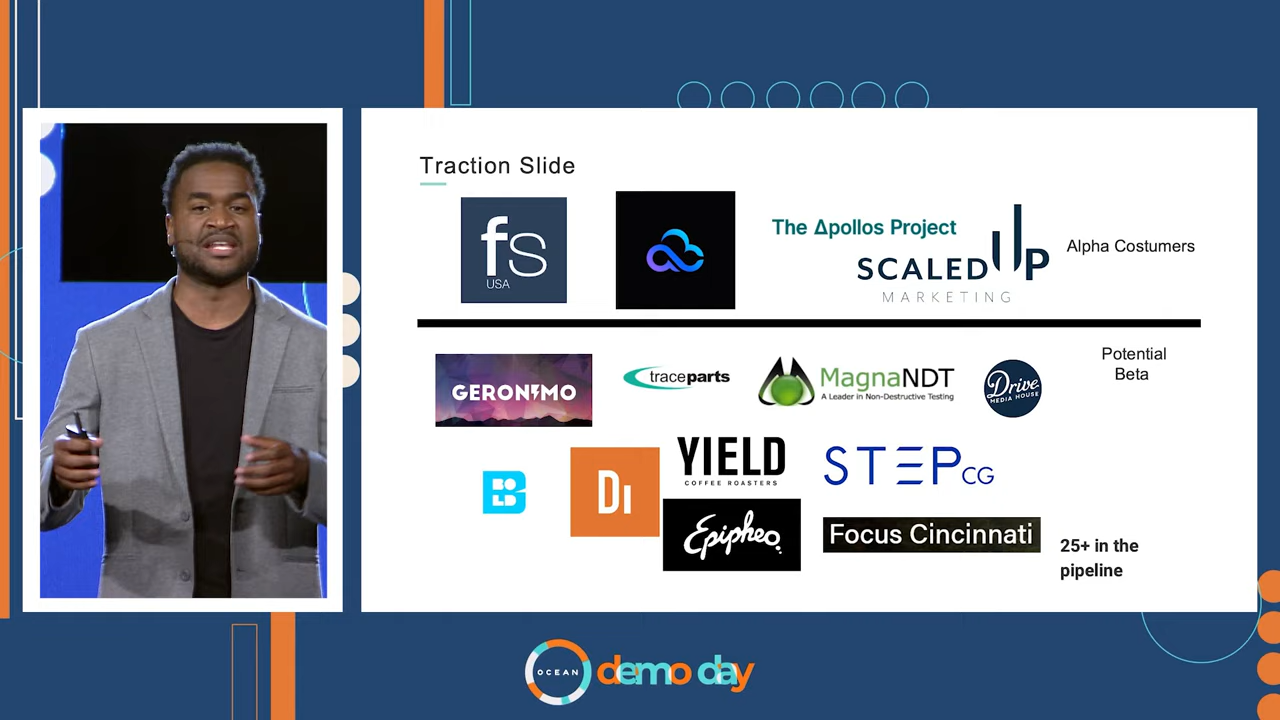 Traction Slide
fs
USA
The Δpollos Project
SCALED UP
MARKETING
Alpha Costumers
GERONIMO
traceparts
MagnaNDT
A Leader in Non-Destructive Testing
Drive
MEDIA HOUSE
Potential
Beta
BOLD
DI
YIELD
COFFEE ROASTERS
STEPCG
Epipheo
Focus Cincinnati
25+ in the
pipeline
OCEAN
demo day